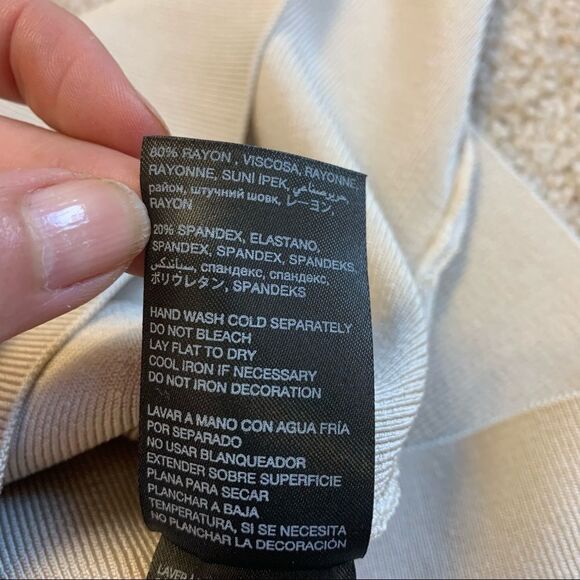 80% RAYON , VISCOSA, RAYONNE,
RAYONNE, SUNI İPEK, حريرصناعي,
район, штучний шовк, レーヨン,
RAYON
20% SPANDEX, ELASTANO,
SPANDEX, SPANDEX, SPANDEKS,
سباندكس, спандекс, спандекс,
ポリウレタン, SPANDEKS
HAND WASH COLD SEPARATELY
DO NOT BLEACH
LAY FLAT TO DRY
COOL IRON IF NECESSARY
DO NOT IRON DECORATION
LAVAR A MANO CON AGUA FRÍA
POR SEPARADO
NO USAR BLANQUEADOR
EXTENDER SOBRE SUPERFICIE
PLANA PARA SECAR
PLANCHAR A BAJA
TEMPERATURA, SI SE NECESITA
NO PLANCHAR LA DECORACIÓN
LAVER